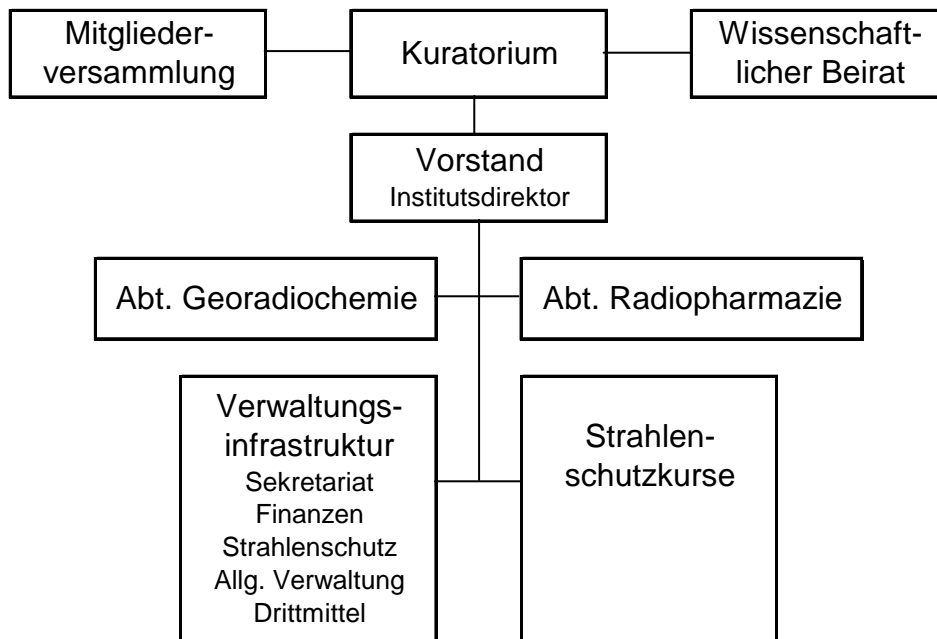 Mitglieder-
versammlung
Kuratorium
Wissenschaft-
licher Beirat
Vorstand
Institutsdirektor
Abt. Georadiochemie
Abt. Radiopharmazie
Verwaltungs-
infrastruktur
Sekretariat
Finanzen
Strahlenschutz
Allg. Verwaltung
Drittmittel
Strahlen-
schutzkurse